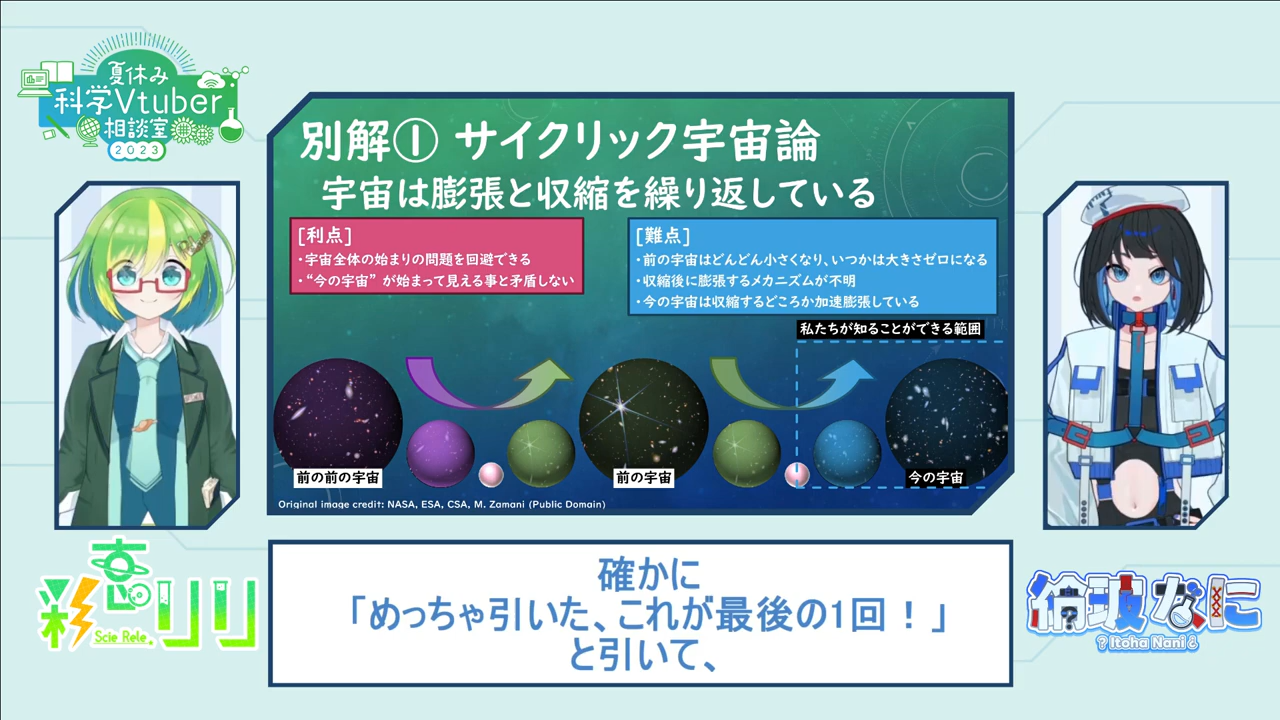 夏休み
科学Vtuber
相談室
2023
別解① サイクリック宇宙論
宇宙は膨張と収縮を繰り返している
[利点]
・宇宙全体の始まりの問題を回避できる
・“今の宇宙”が始まって見える事と矛盾しない
[難点]
・前の宇宙はどんどん小さくなり、いつかは大きさゼロになる
・収縮後に膨張するメカニズムが不明
・今の宇宙は収縮するどころか加速膨張している
私たちが知ることができる範囲
前の前の宇宙
前の宇宙
今の宇宙
Original image credit: NASA, ESA, CSA, M. Zamani (Public Domain)
彩恵りり
Scie Rele.
確かに
「めっちゃ引いた、これが最後の1回！」
と引いて、
倫玻なに
Itoha Nani